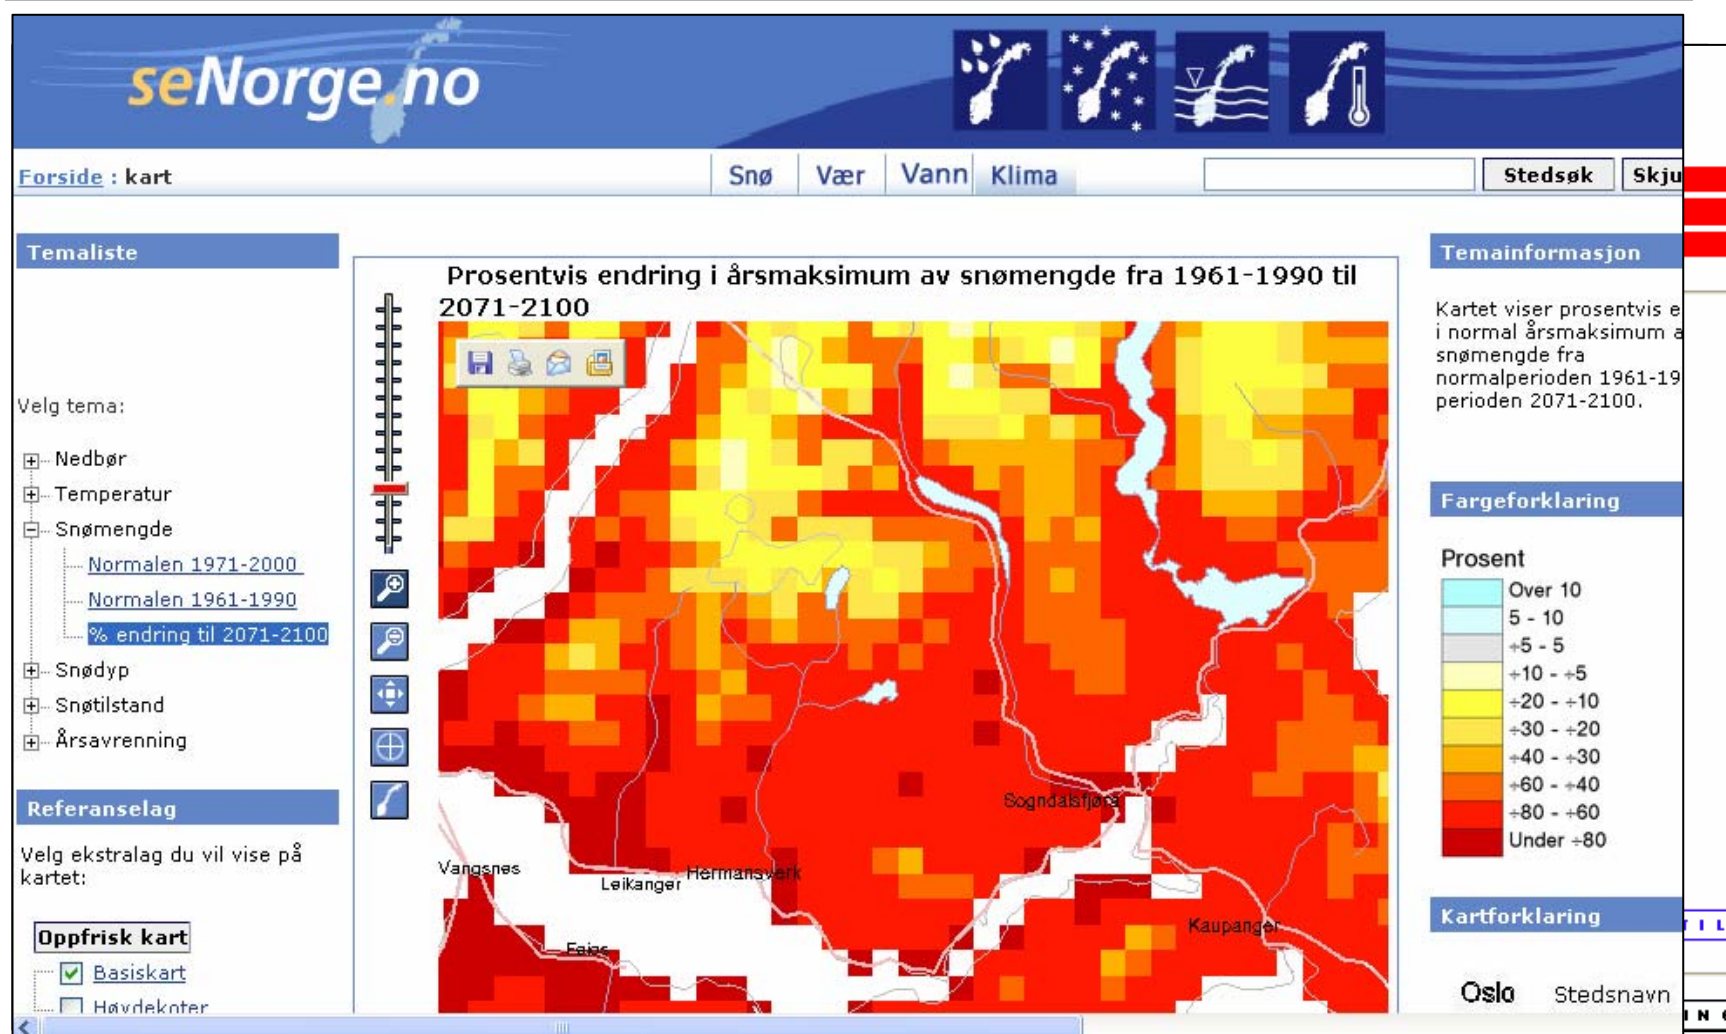 seNorge.no
Forside : kart
Snø Vær Vann Klima
Stedsøk Skju
Temaliste
Velg tema:
Nedbør
Temperatur
Snømengde
Normalen 1971-2000
Normalen 1961-1990
% endring til 2071-2100
Snødyp
Snøtilstand
Årsavrenning
Referanselag
Velg ekstralag du vil vise på
kartet:
Oppfrisk kart
Basiskart
Høydekoter
Prosentvis endring i årsmaksimum av snømengde fra 1961-1990 til
2071-2100
Sogndalsfjøra
Vangsnes
Leikanger
Hermansverk
Kaupanger
Temainformasjon
Kartet viser prosentvis e
i normal årsmaksimum a
snømengde fra
normalperioden 1961-19
perioden 2071-2100.
Fargeforklaring
Prosent
Over 10
5 - 10
÷5 - 5
÷10 - ÷5
÷20 - ÷10
÷30 - ÷20
÷40 - ÷30
÷60 - ÷40
÷80 - ÷60
Under ÷80
Kartforklaring
Oslo Stedsnavn